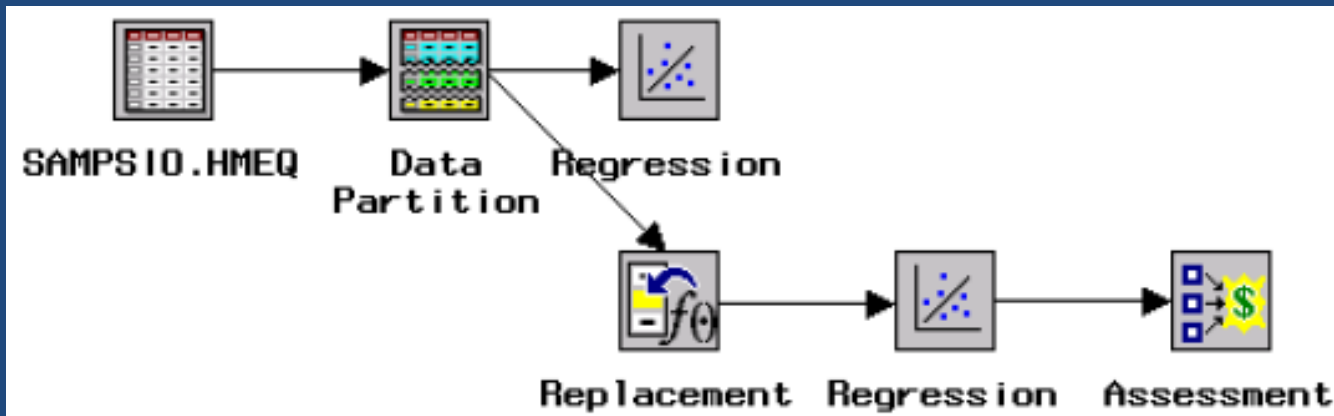 SAMPSIO.HMEQ
Data
Partition
Regression
Replacement
Regression
Assessment